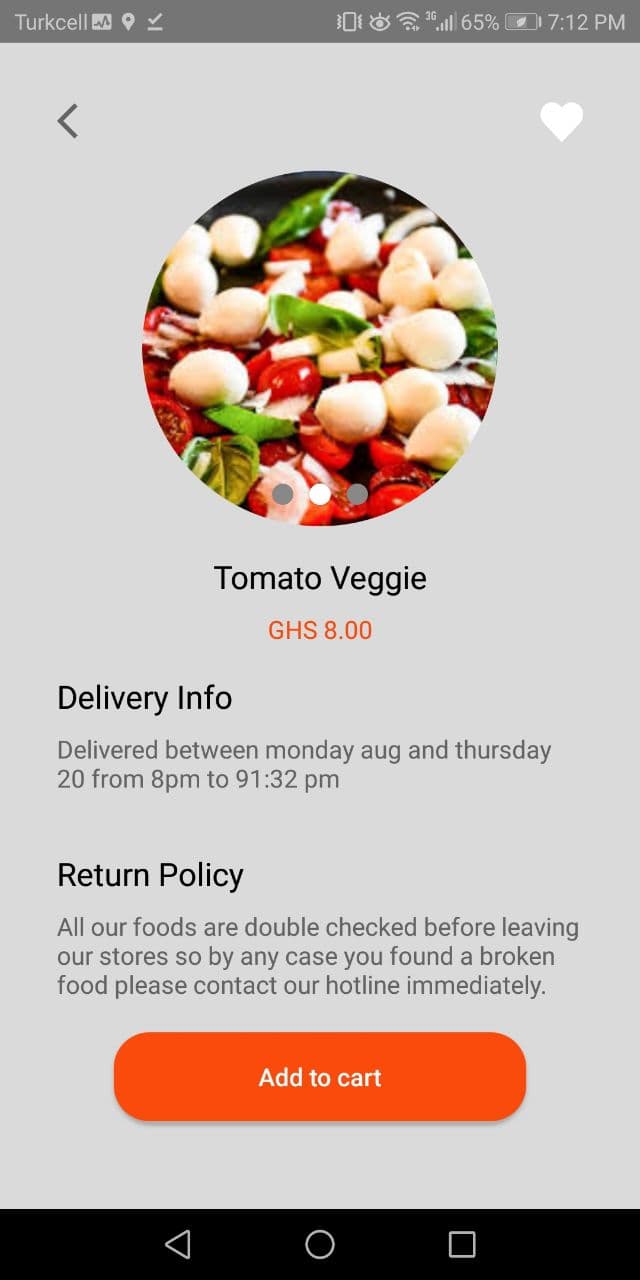 Turkcell 3G 65% 7:12 PM
Tomato Veggie
GHS 8.00
Delivery Info
Delivered between monday aug and thursday
20 from 8pm to 91:32 pm
Return Policy
All our foods are double checked before leaving
our stores so by any case you found a broken
food please contact our hotline immediately.
Add to cart